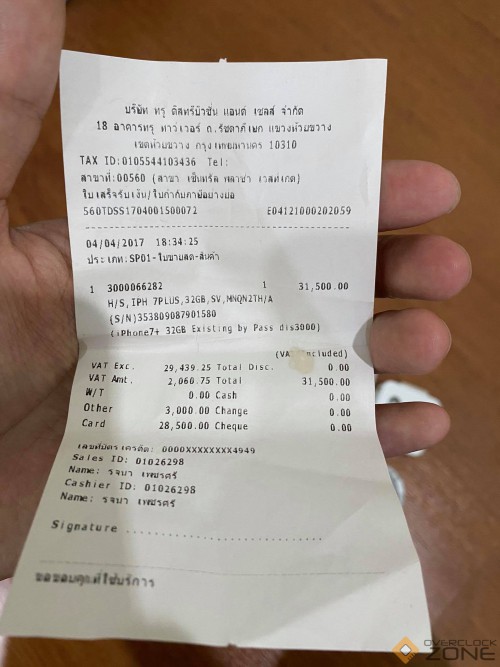 บริษัท ทรู ดิสทริบิวชั่น แอนด์ เซลส์ จำกัด
18 อาคารทรู ทาวเวอร์ ถ.รัชดาภิเษก แขวงห้วยขวาง
เขตห้วยขวาง กรุงเทพมหานคร 10310
TAX ID:0105544103436 Tel:
สาขาที่:00560 (สาขา เซ็นทรัล พลาซ่า เวสเกต)
ใบเสร็จรับเงิน/ใบกำกับภาษีอย่างย่อ
560TDSS1704001500072 E04121000202059
04/04/2017 18:34:25
ประเภท:SP01-ใบขายสด-สินค้า
1 3000066282 1 31,500.00
H/S,IPH 7PLUS,32GB,SV,MNQN2TH/A
(S/N)353809087901580
(iPhone7+ 32GB Existing by Pass dis3000)
(VAT Included)
VAT Exc. 29,439.25 Total Disc. 0.00
VAT Amt. 2,060.75 Total 31,500.00
W/T 0.00 Cash 0.00
Other 3,000.00 Change 0.00
Card 28,500.00 Cheque 0.00
เลขที่บัตรเครดิต: 0000XXXXXXXX4949
Sales ID: 01026298
Name: รจนา เพชรศรี
Cashier ID: 01026298
Name: รจนา เพชรศรี
Signature
ขอขอบคุณที่ใช้บริการ
OVERCLOCK
ZONE